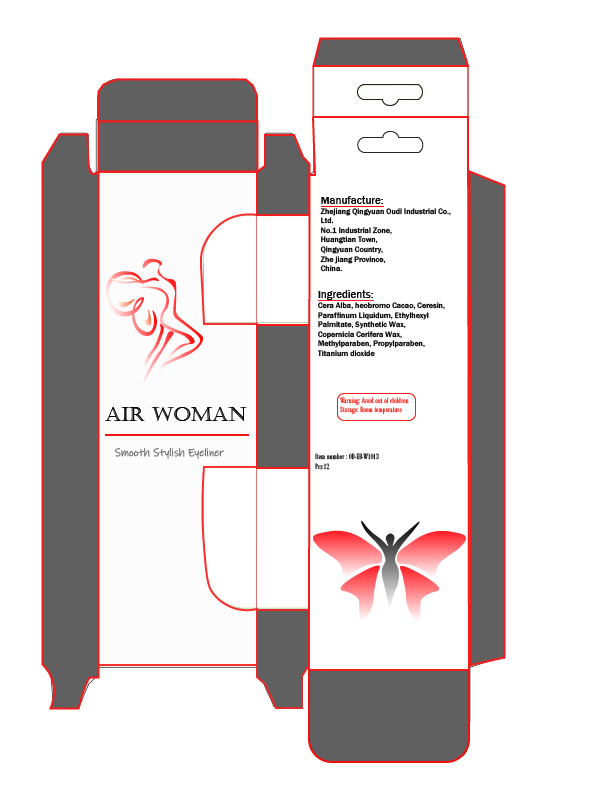 AIR WOMAN
Smooth Stylish Eyeliner
Manufacture:
Zhejiang Qingyuan Oudi Industrial Co.,
Ltd.
No.1 Industrial Zone,
Huangtian Town,
Qingyuan Country,
Zhe jiang Province,
China.
Ingredients:
Cera Alba, heobromo Cacao, Ceresin,
Paraffinum Liquidum, Ethylhexyl
Palmitate, Synthetic Wax,
Copernicia Cerifera Wax,
Methylparaben, Propylparaben,
Titanium dioxide
Warning: Avoid out of children
Storage: Room temperature
Item number : OD-EB-W1013
Pcs:12